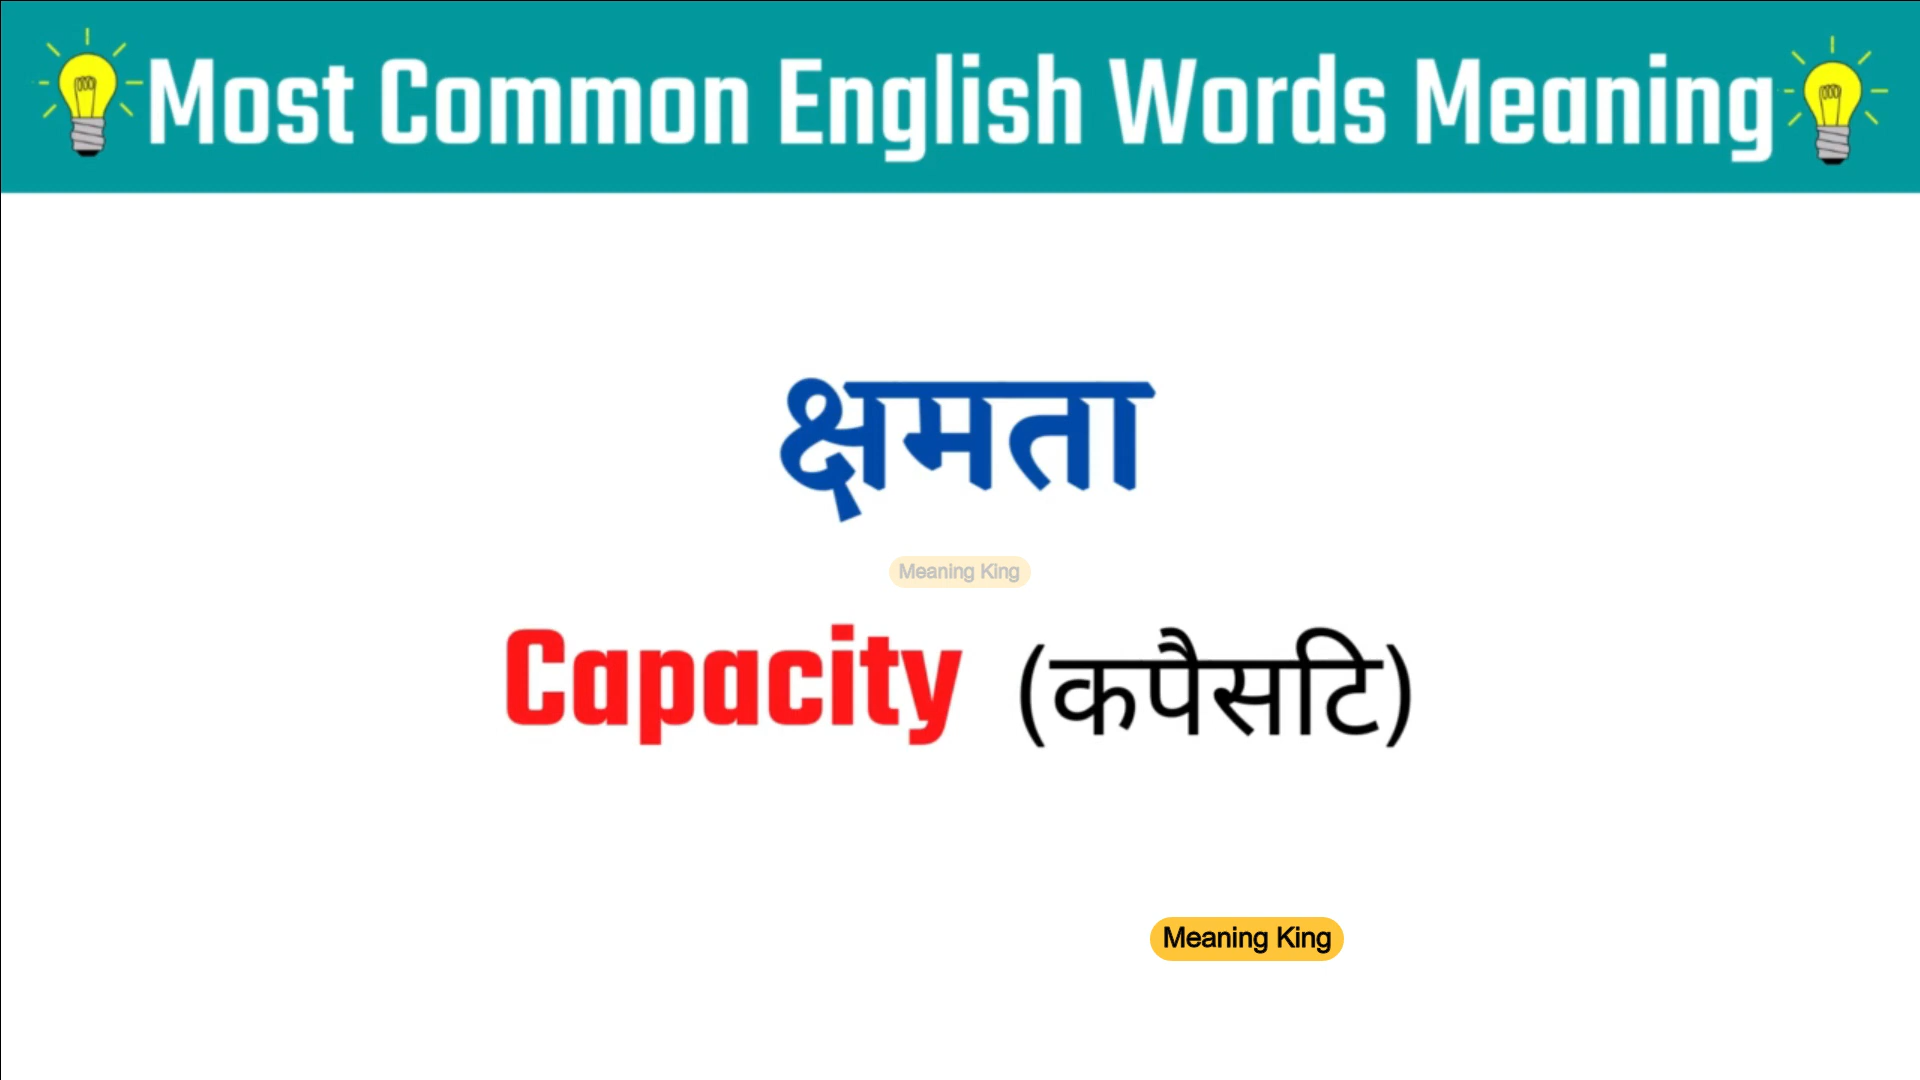 Most Common English Words Meaning
क्षमता
Meaning King
Capacity (कपैसटि)
Meaning King